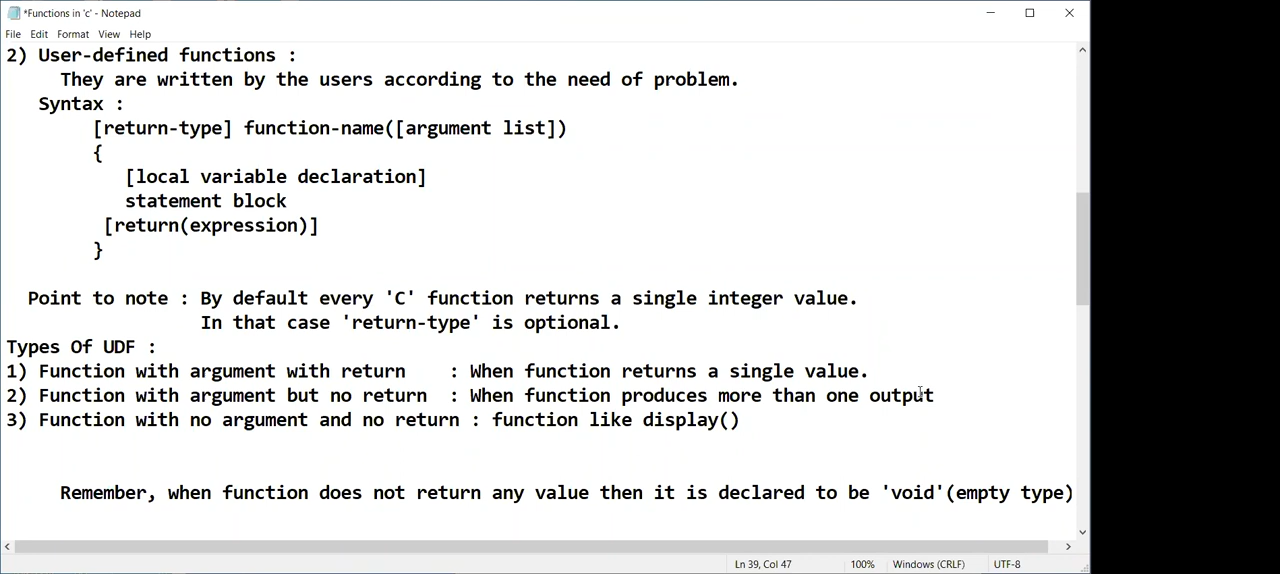 *Functions in 'c' - Notepad
File Edit Format View Help
2) User-defined functions :
They are written by the users according to the need of problem.
Syntax :
[return-type] function-name([argument list])
{
[local variable declaration]
statement block
[return(expression)]
}
Point to note : By default every 'C' function returns a single integer value.
In that case 'return-type' is optional.
Types Of UDF :
1) Function with argument with return : When function returns a single value.
2) Function with argument but no return : When function produces more than one output
3) Function with no argument and no return : function like display()
Remember, when function does not return any value then it is declared to be 'void'(empty type)
Ln 39, Col 47 100% Windows (CRLF) UTF-8